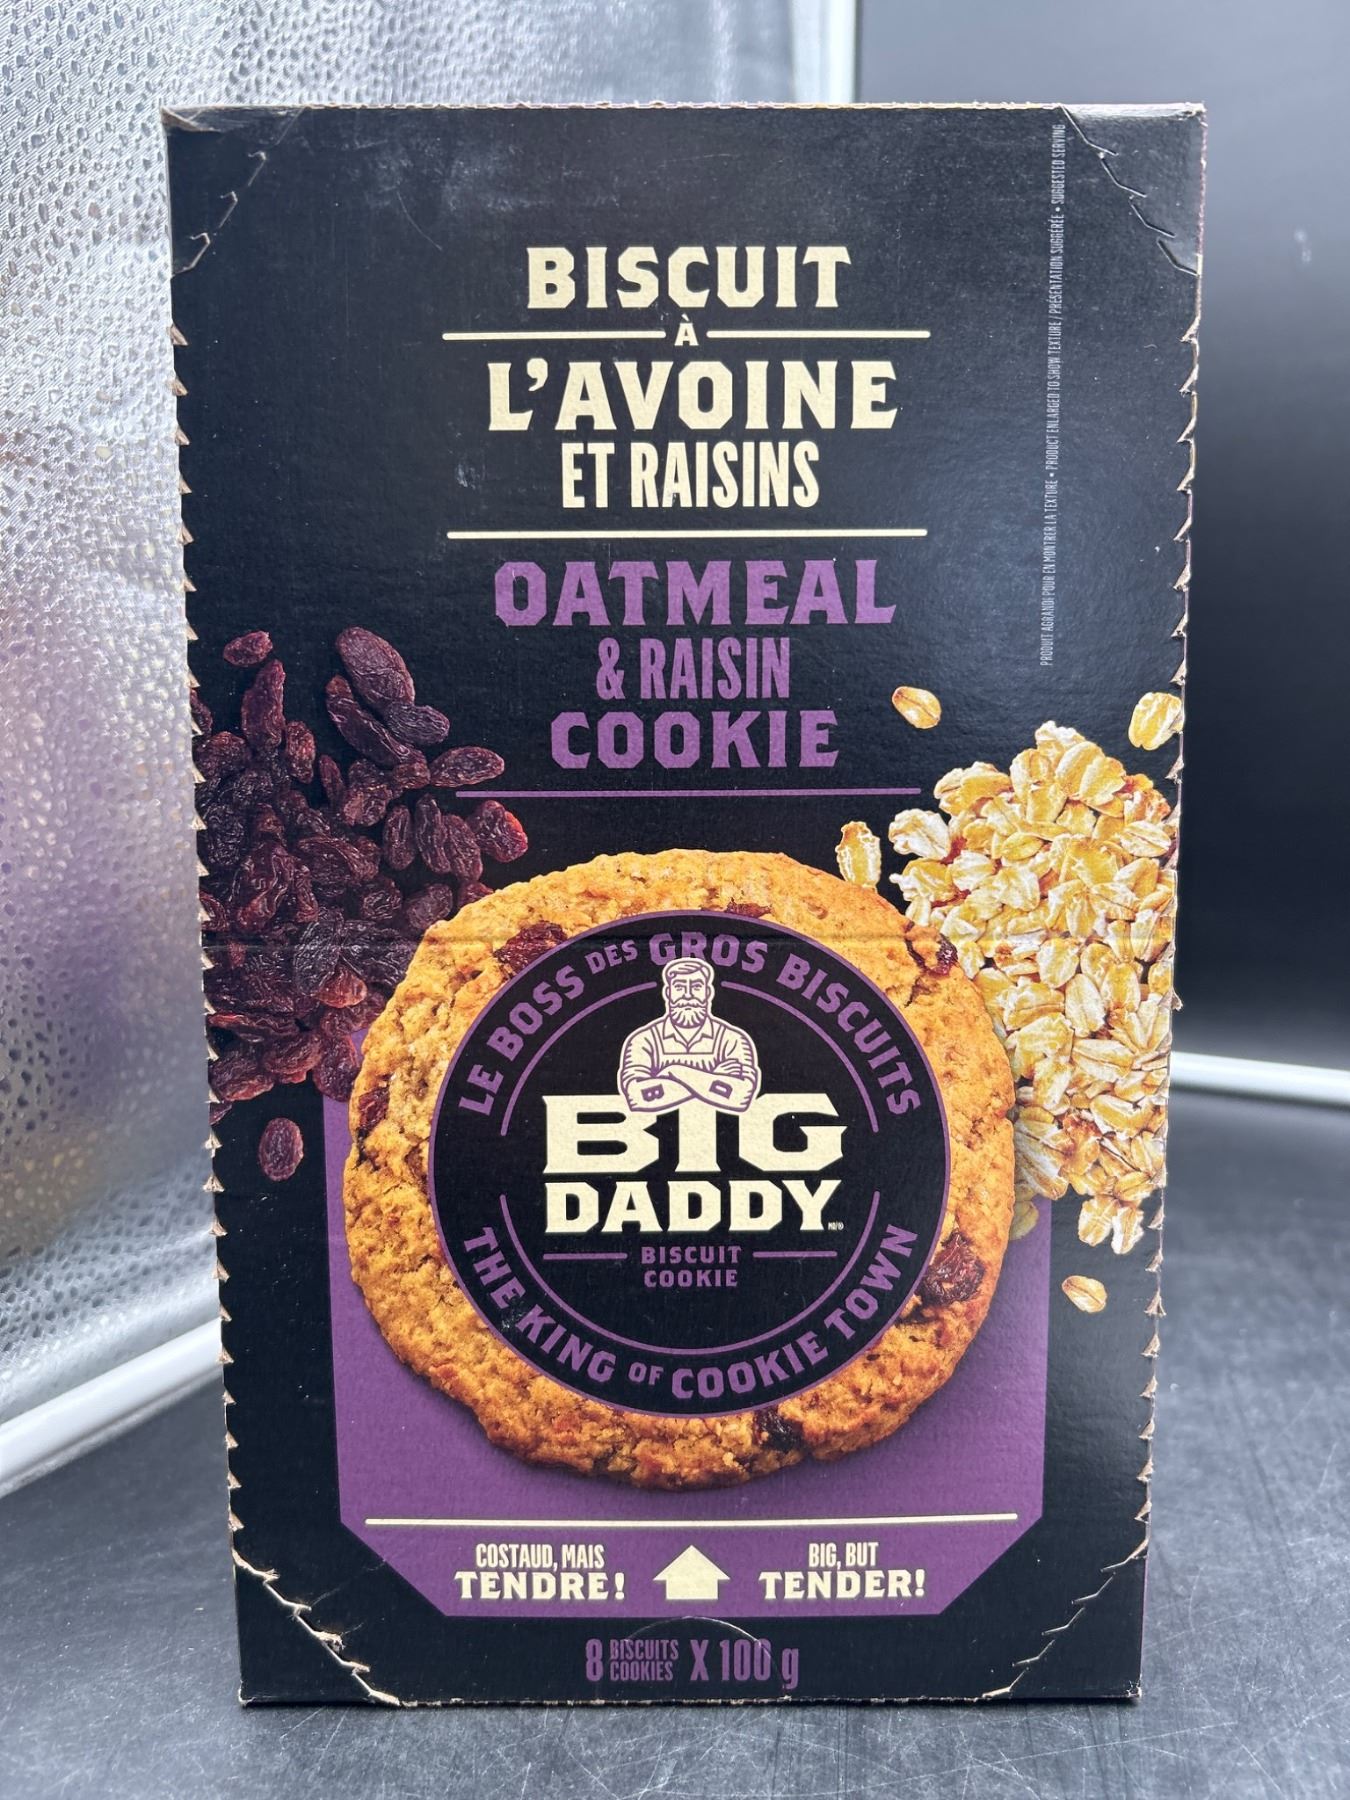 BISCUIT
À
L'AVOINE
ET RAISINS
OATMEAL
& RAISIN
COOKIE
PRODUIT AGRANDI POUR EN MONTRER LA TEXTURE • PRODUCT ENLARGED TO SHOW TEXTURE / PRÉSENTATION SUGGÉRÉE • SUGGESTED SERVING
LE BOSS DES GROS BISCUITS
B D
BIG
DADDY MD/®
BISCUIT
COOKIE
THE KING OF COOKIE TOWN
COSTAUD, MAIS
TENDRE!
BIG, BUT
TENDER!
8 BISCUITS COOKIES X 100 g